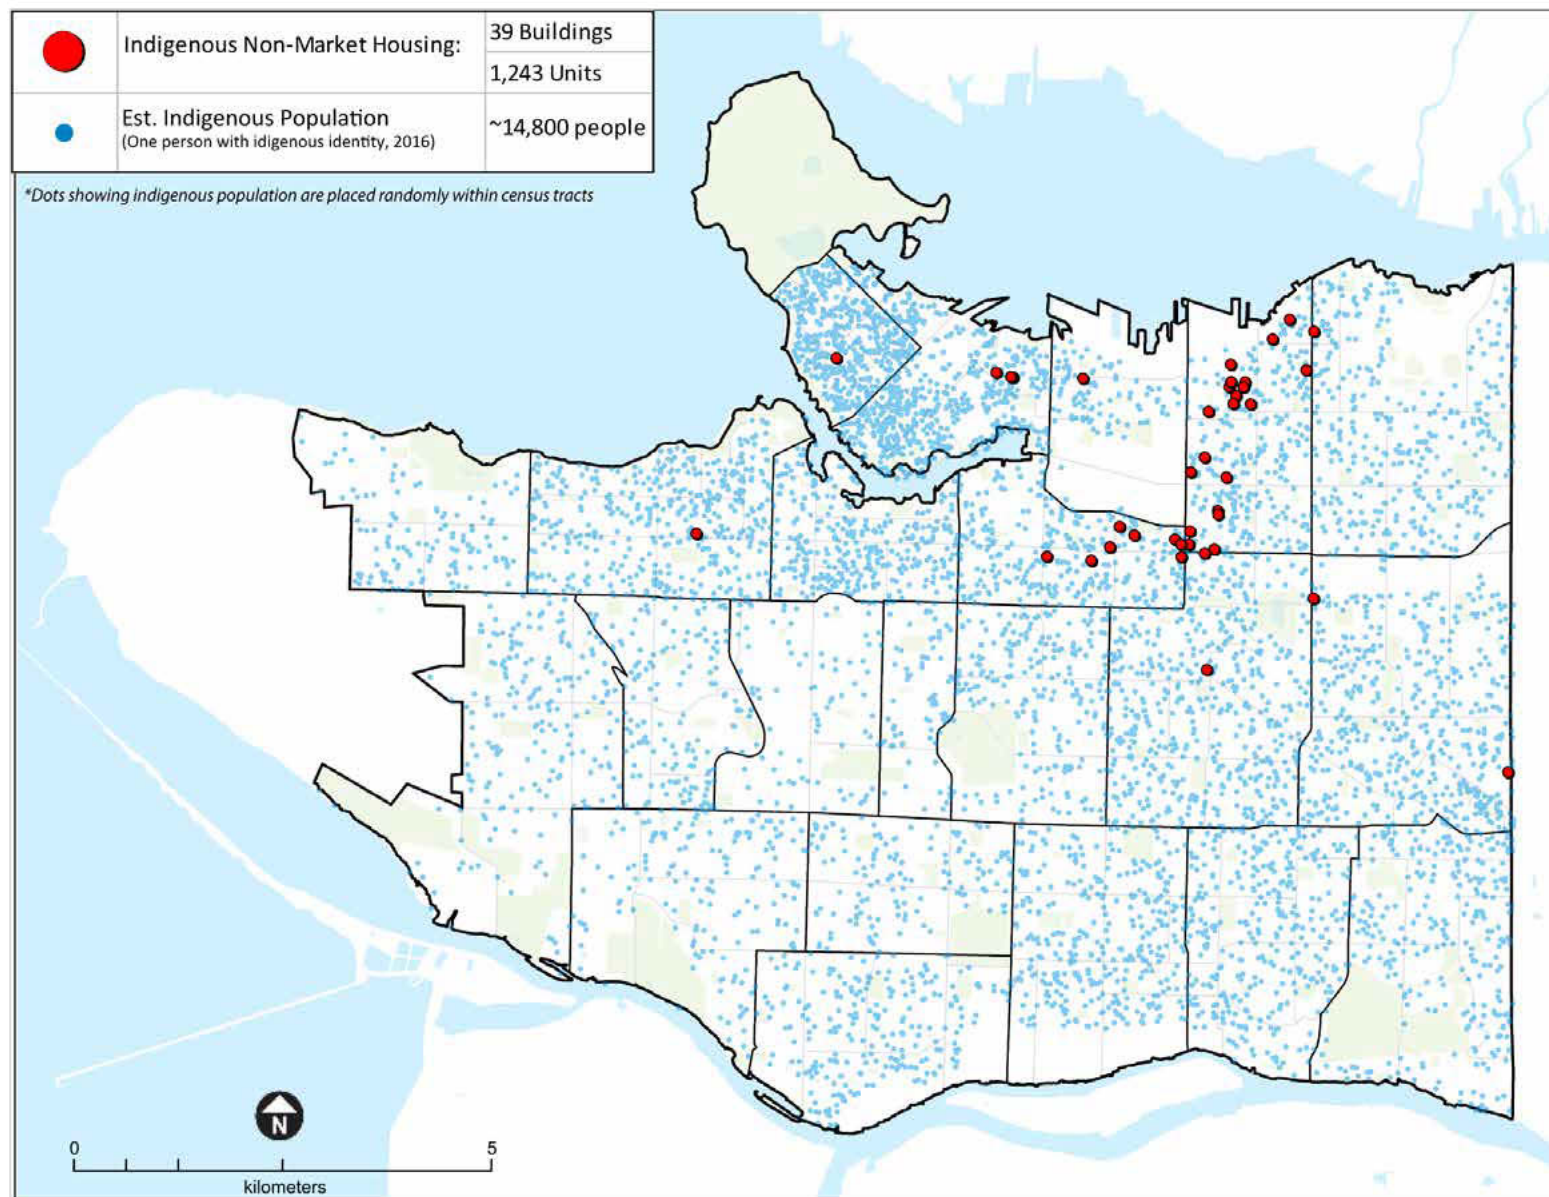 Indigenous Non-Market Housing:
39 Buildings
1,243 Units
Est. Indigenous Population
(One person with idigenous identity, 2016)
~14,800 people
*Dots showing indigenous population are placed randomly within census tracts
N
0 5
kilometers